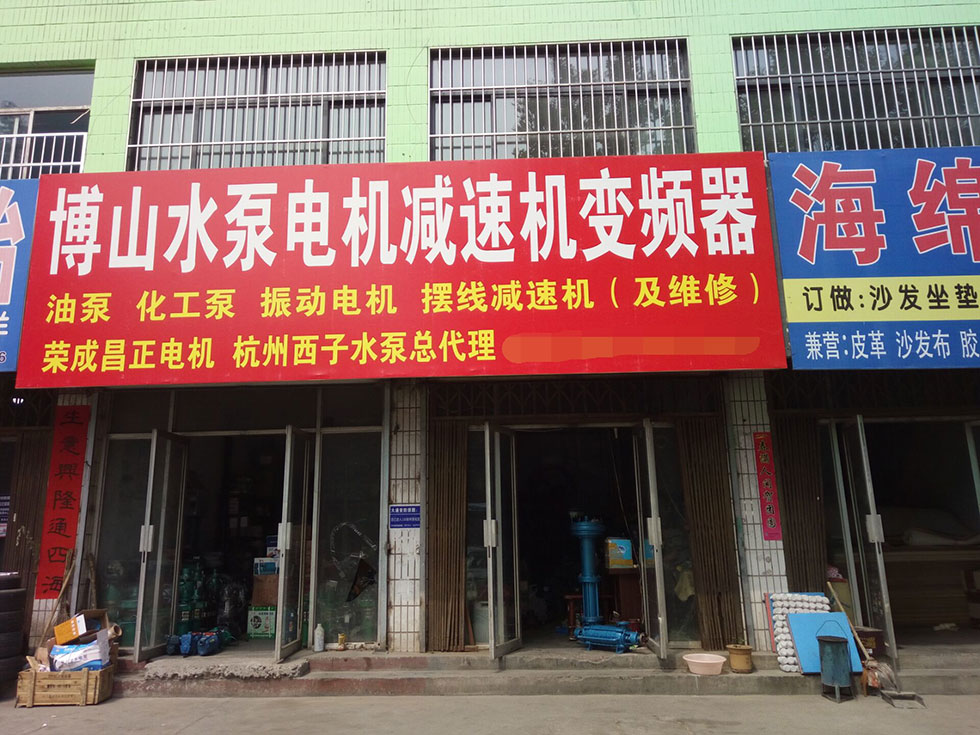 博山水泵电机减速机变频器
油泵 化工泵 振动电机 摆线减速机（及维修）
荣成昌正电机 杭州西子水泵总代理
海绵
订做:沙发坐垫
兼营:皮革 沙发布 胶
生意興隆通四海